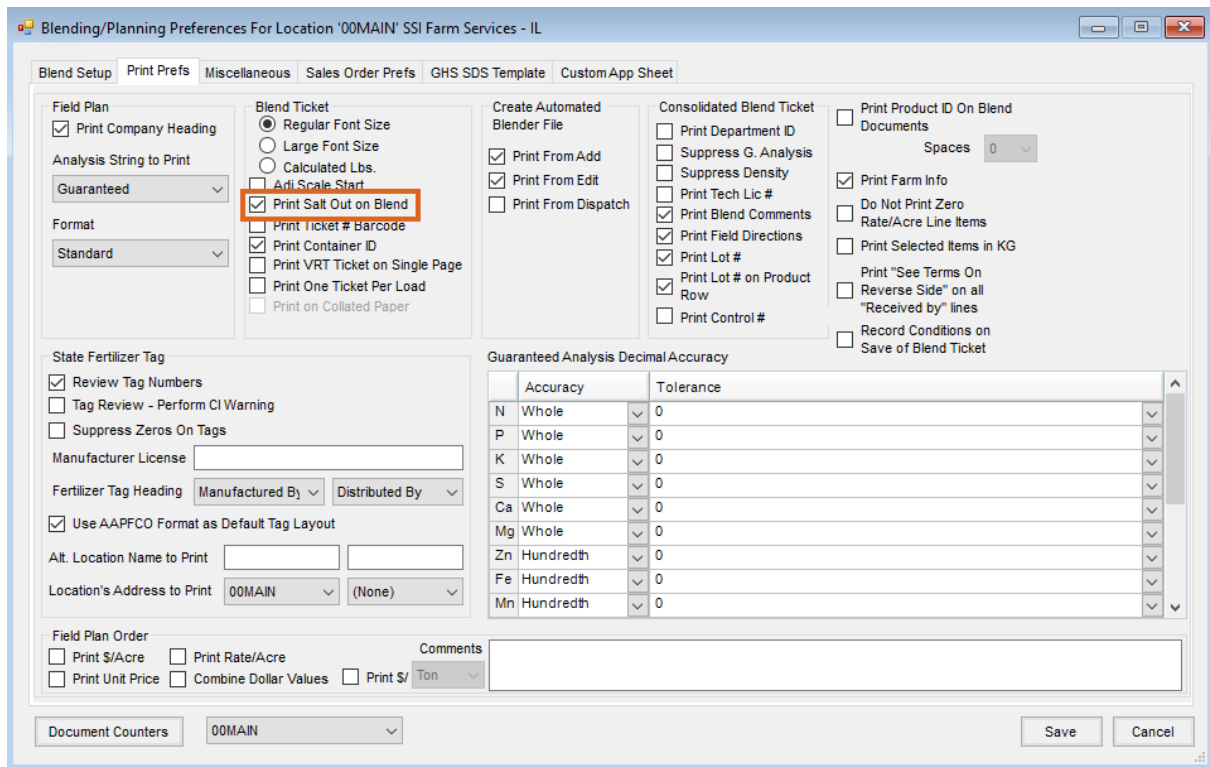 Blending/Planning Preferences For Location '00MAIN' SSI Farm Services - IL
Blend Setup Print Prefs Miscellaneous Sales Order Prefs GHS SDS Template Custom App Sheet
Field Plan
Print Company Heading
Analysis String to Print
Guaranteed
Format
Standard
Blend Ticket
Regular Font Size
Large Font Size
Calculated Lbs.
Adj Scale Start
Print Salt Out on Blend
Print Ticket # Barcode
Print Container ID
Print VRT Ticket on Single Page
Print One Ticket Per Load
Print on Collated Paper
Create Automated
Blender File
Print From Add
Print From Edit
Print From Dispatch
Consolidated Blend Ticket
Print Department ID
Suppress G. Analysis
Suppress Density
Print Tech Lic #
Print Blend Comments
Print Field Directions
Print Lot #
Print Lot # on Product
Row
Print Control #
Print Product ID On Blend
Documents
Spaces 0
Print Farm Info
Do Not Print Zero
Rate/Acre Line Items
Print Selected Items in KG
Print "See Terms On
Reverse Side" on all
"Received by" lines
Record Conditions on
Save of Blend Ticket
State Fertilizer Tag
Review Tag Numbers
Tag Review - Perform CI Warning
Suppress Zeros On Tags
Manufacturer License
Fertilizer Tag Heading Manufactured By Distributed By
Use AAPFCO Format as Default Tag Layout
Alt. Location Name to Print
Location's Address to Print 00MAIN (None)
Guaranteed Analysis Decimal Accuracy
Accuracy Tolerance
N Whole 0
P Whole 0
K Whole 0
S Whole 0
Ca Whole 0
Mg Whole 0
Zn Hundredth 0
Fe Hundredth 0
Mn Hundredth 0
Field Plan Order
Print $/Acre Print Rate/Acre
Print Unit Price Combine Dollar Values Print $/ Ton
Comments
Document Counters 00MAIN Save Cancel